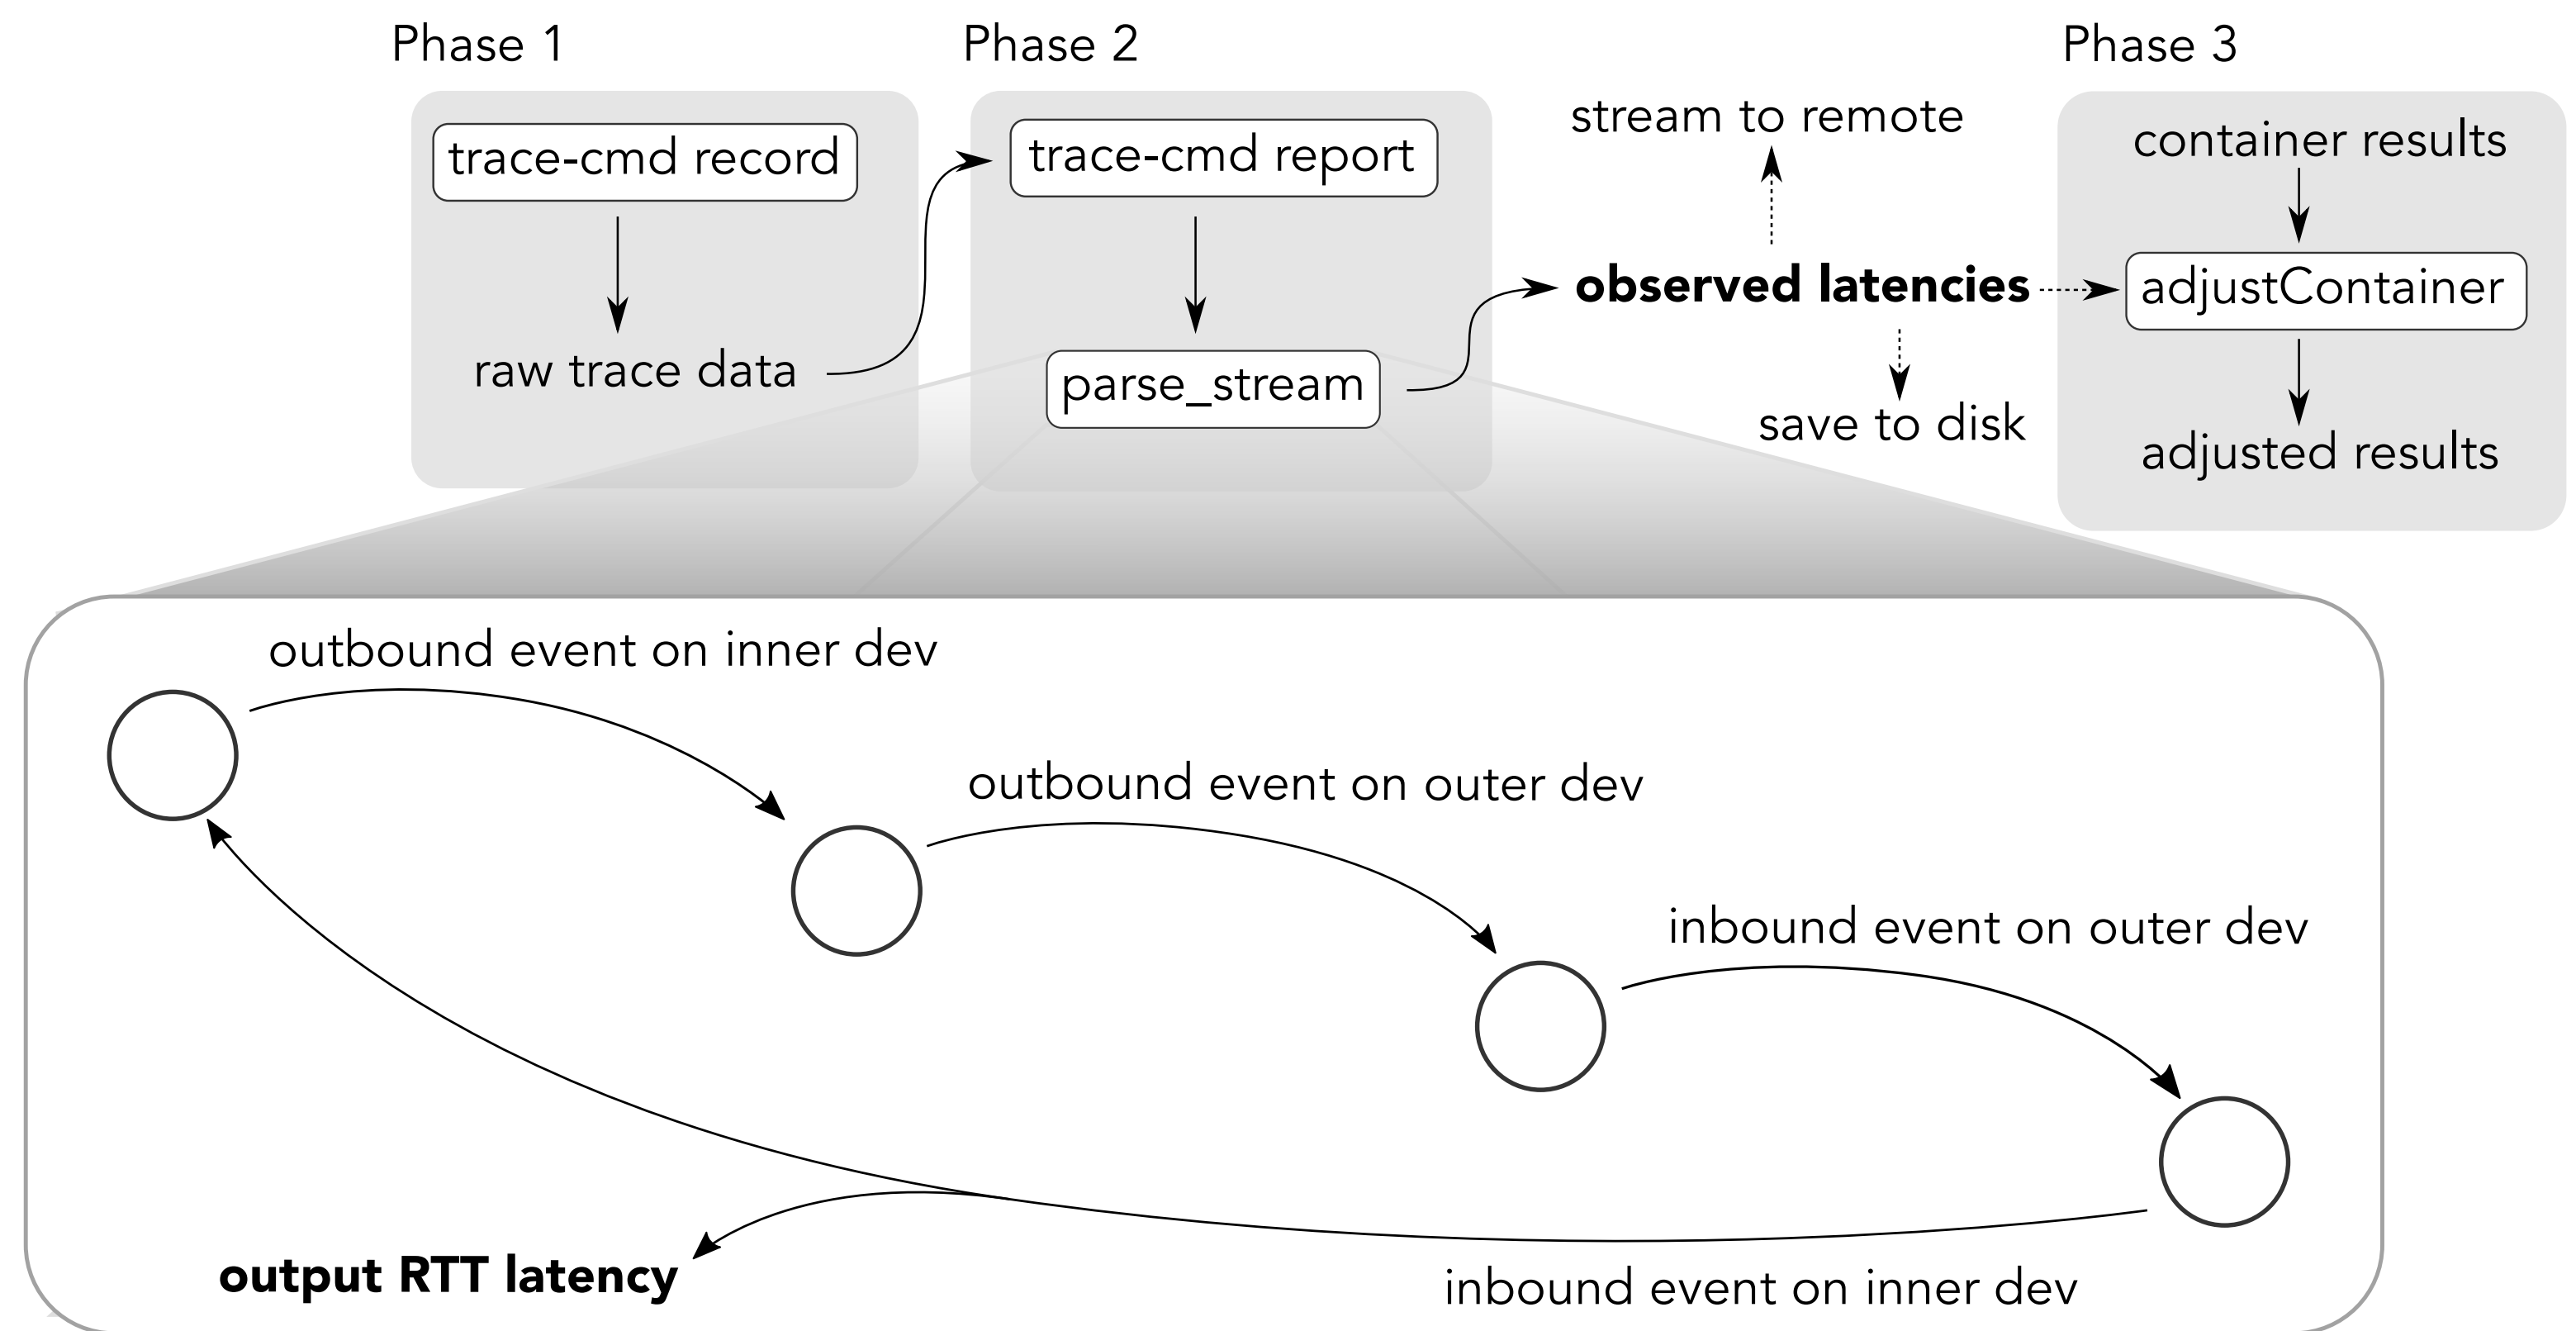 Phase 1
trace-cmd record
raw trace data
Phase 2
trace-cmd report
parse_stream
stream to remote
observed latencies
save to disk
Phase 3
container results
adjustContainer
adjusted results
outbound event on inner dev
outbound event on outer dev
inbound event on outer dev
inbound event on inner dev
output RTT latency